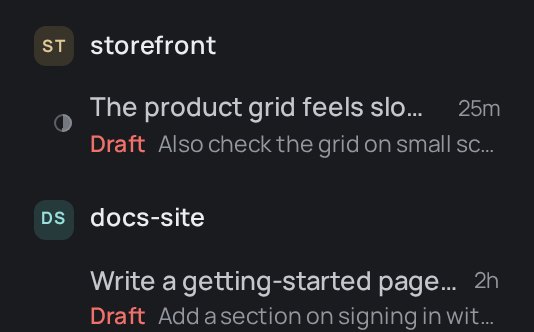 ST storefront
The product grid feels slo... 25m
Draft Also check the grid on small sc...
DS docs-site
Write a getting-started page... 2h
Draft Add a section on signing in wit...